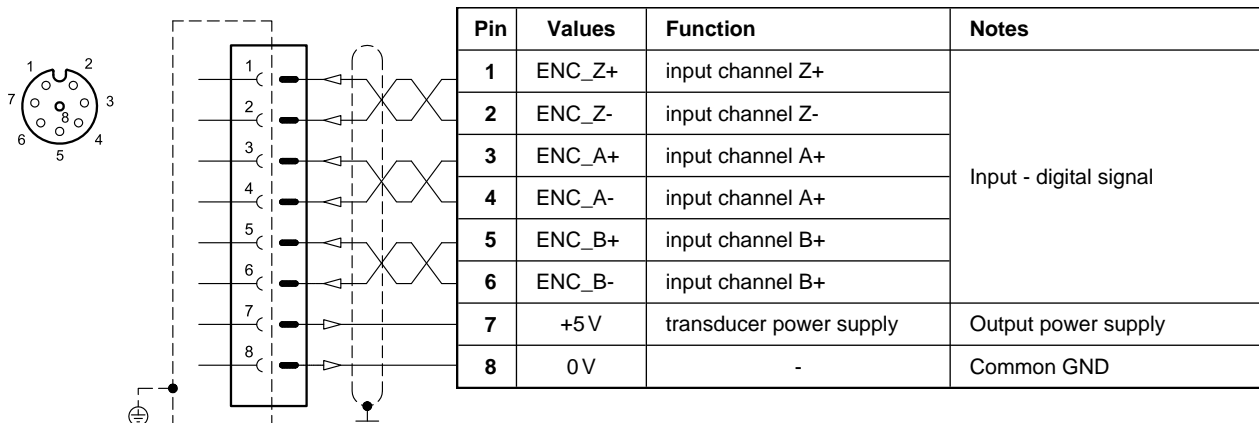 1 2
7 8 3
6 4
5
1
2
3
4
5
6
7
8
Pin Values Function Notes
1 ENC_Z+ input channel Z+
2 ENC_Z- input channel Z-
3 ENC_A+ input channel A+ Input - digital signal
4 ENC_A- input channel A+
5 ENC_B+ input channel B+
6 ENC_B- input channel B+
7 +5 V transducer power supply Output power supply
8 0 V - Common GND